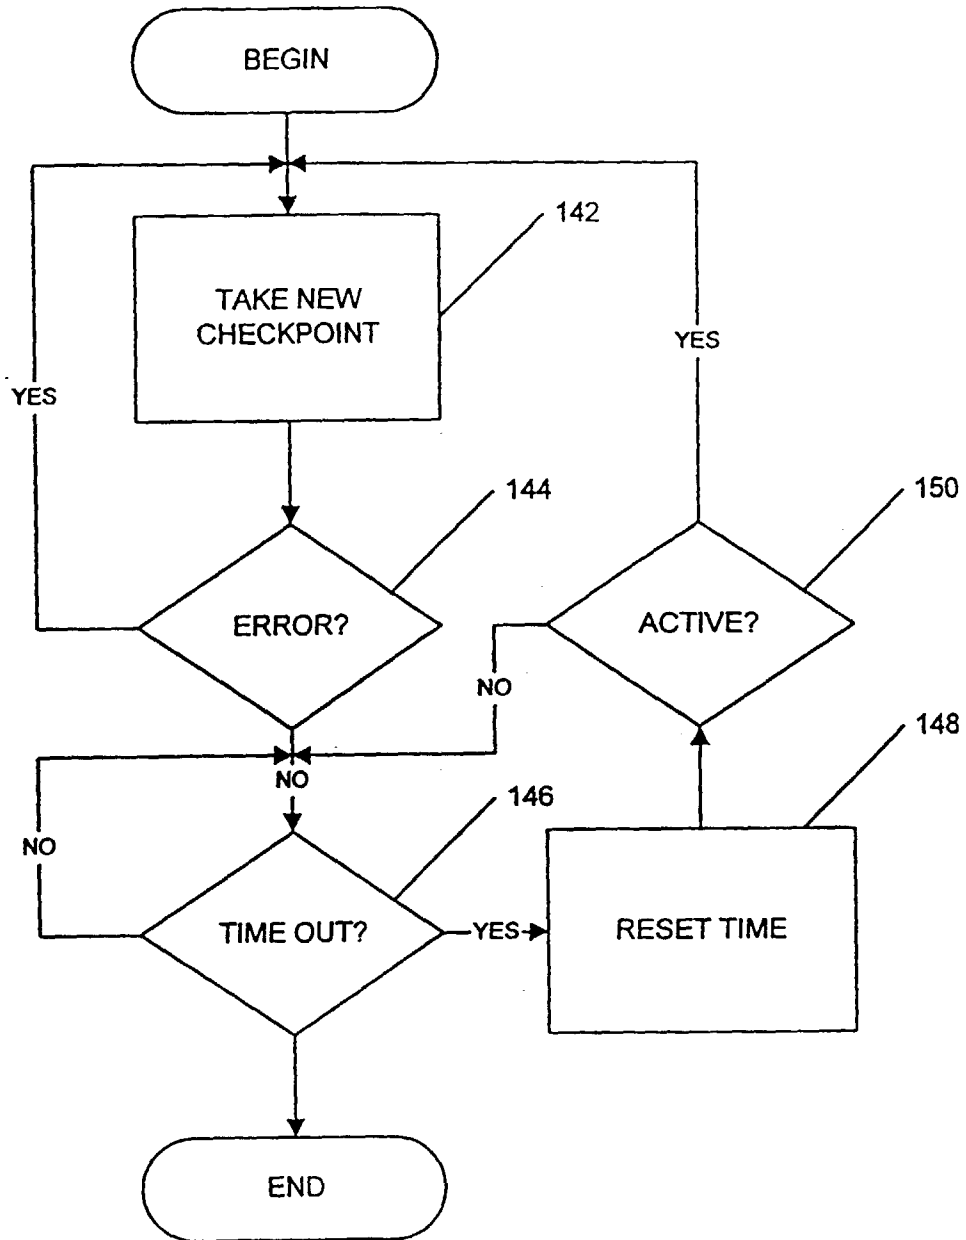 BEGIN
142
TAKE NEW
CHECKPOINT
YES
YES
144
150
ERROR?
ACTIVE?
NO
148
NO
146
NO
TIME OUT?
YES
RESET TIME
END